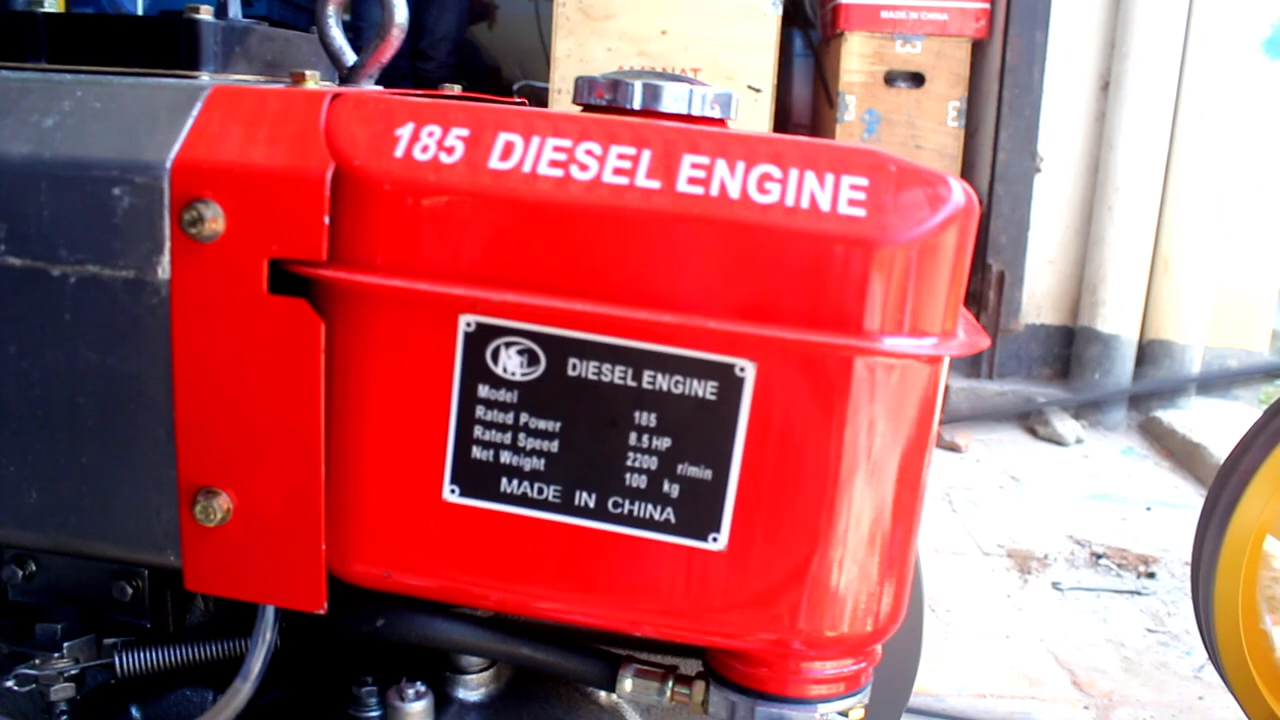 AMANAT
MADE IN CHINA
185 DIESEL ENGINE
DIESEL ENGINE
Model 185
Rated Power 8.5 HP
Rated Speed 2200 r/min
Net Weight 100 kg
MADE IN CHINA